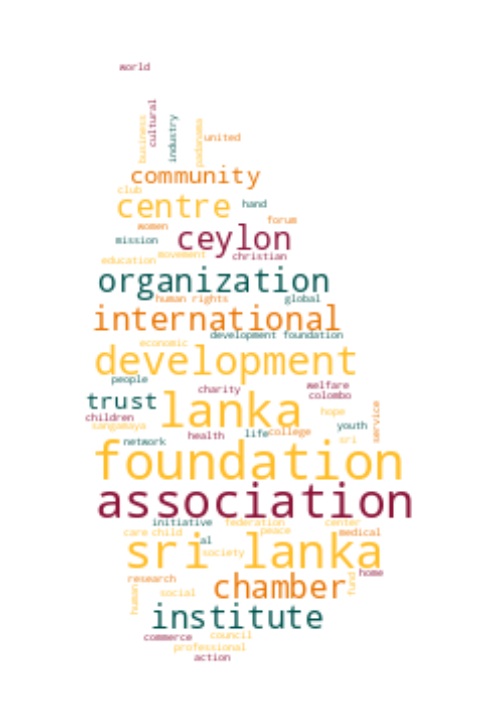 world
business cultural industry padanama united
community
club
centre hand
forum
women
mission ceylon
movement christian
education
organization
human rights global
international
development foundation
economic
development
people
charity welfare
trust lanka colombo
children hope service
sangamaya youth
network health life college sri
foundation
association
initiative federation center
care child al peace medical
sri lanka
society
research chamber fund home
human social
institute
commerce council
professional
action